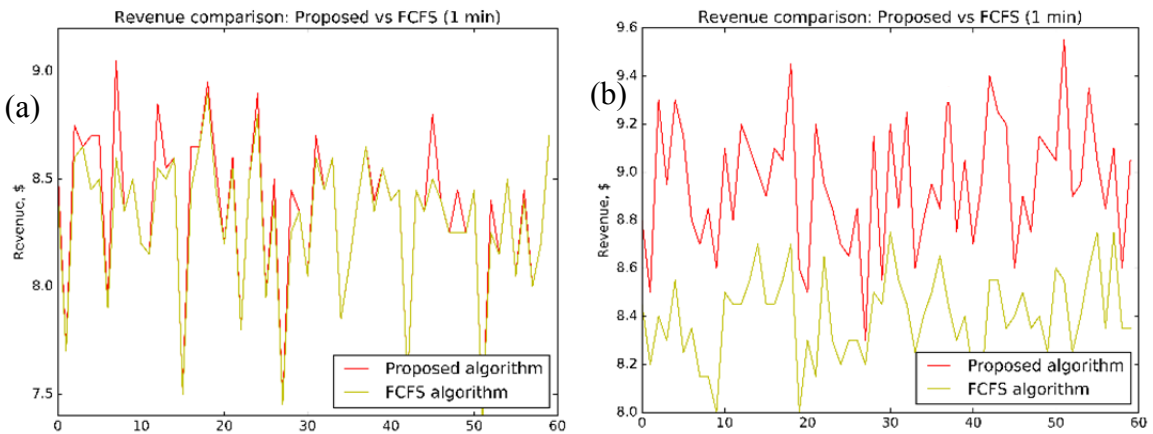 (a)
Revenue comparison: Proposed vs FCFS (1 min)
Revenue, $
9.0
8.5
8.0
7.5
0
10
20
30
40
50
60
Proposed algorithm
FCFS algorithm
(b)
Revenue comparison: Proposed vs FCFS (1 min)
Revenue, $
9.6
9.4
9.2
9.0
8.8
8.6
8.4
8.2
8.0
0
10
20
30
40
50
60
Proposed algorithm
FCFS algorithm